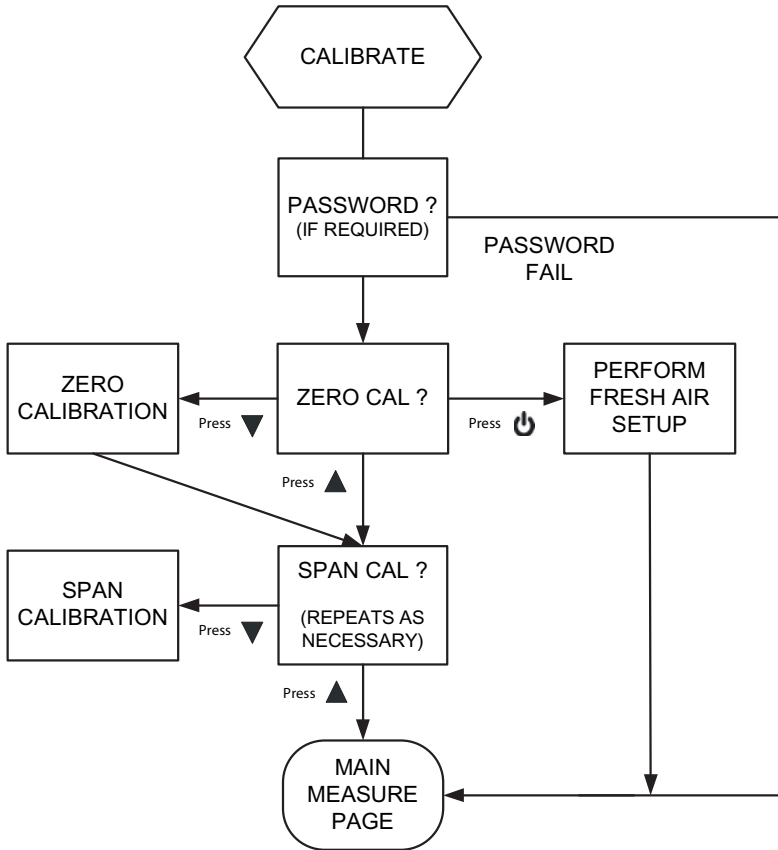 CALIBRATE
PASSWORD ?
(IF REQUIRED)
PASSWORD
FAIL
ZERO
CALIBRATION
Press
ZERO CAL ?
Press
PERFORM
FRESH AIR
SETUP
Press
SPAN
CALIBRATION
Press
SPAN CAL ?
(REPEATS AS
NECESSARY)
Press
MAIN
MEASURE
PAGE